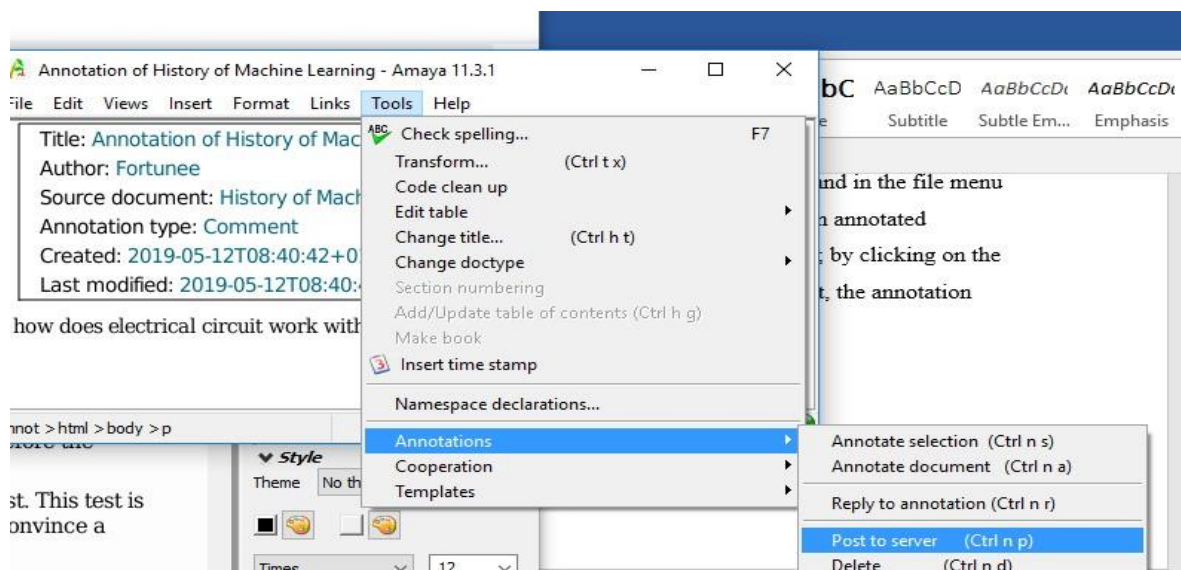 Annotation of History of Machine Learning - Amaya 11.3.1
File Edit Views Insert Format Links Tools Help
Title: Annotation of History of Mac
Author: Fortunee
Source document: History of Mach
Annotation type: Comment
Created: 2019-05-12T08:40:42+0
Last modified: 2019-05-12T08:40:
how does electrical circuit work with
nnot > html > body > p
ABC Check spelling... F7
Transform... (Ctrl t x)
Code clean up
Edit table
Change title... (Ctrl h t)
Change doctype
Section numbering
Add/Update table of contents (Ctrl h g)
Make book
3 Insert time stamp
Namespace declarations...
Annotations
Cooperation
Templates
Annotate selection (Ctrl n s)
Annotate document (Ctrl n a)
Reply to annotation (Ctrl n r)
Post to server (Ctrl n p)
Delete (Ctrl n d)
bC AaBbCcD AaBbCcDc AaBbCcDc
e Subtitle Subtle Em... Emphasis
and in the file menu
n annotated
; by clicking on the
t, the annotation
st. This test is
onvince a
Style
Theme No th
Times 12